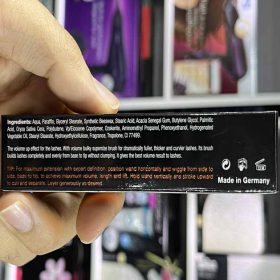 Ingredients: Aqua, Paraffin, Glyceryl Stearate, Synthetic Beeswax, Stearic Acid, Acacia Senegal Gum, Butylene Glycol, Palmitic
Acid, Oryza Sativa Cera, Polybutene, Va/Eicosene Copolymer, Ozokerite, Aminomethyl Propanol, Phenoxyethanol, Hydrogenated
Vegetable Oil, Stearyl Stearate, Hydroxyethylcellulose, Fragrance, Tropolone, CI 77499.
The volume up effect for the lashes. With volume bulky supersize brush for dramatically fuller, thicker and curvier lashes. Its brush
builds lashes completely and evenly from base to tip without clumping. It gives the best volume result to lashes.
TIP: For maximum extension with expert definition, position wand horizontally and wiggle from side to
side, base to tip. to achieve maximum volume, length and lift. Hold wand vertically and stroke upward
to curl and separate. Layer generously as desired.
Made in Germany